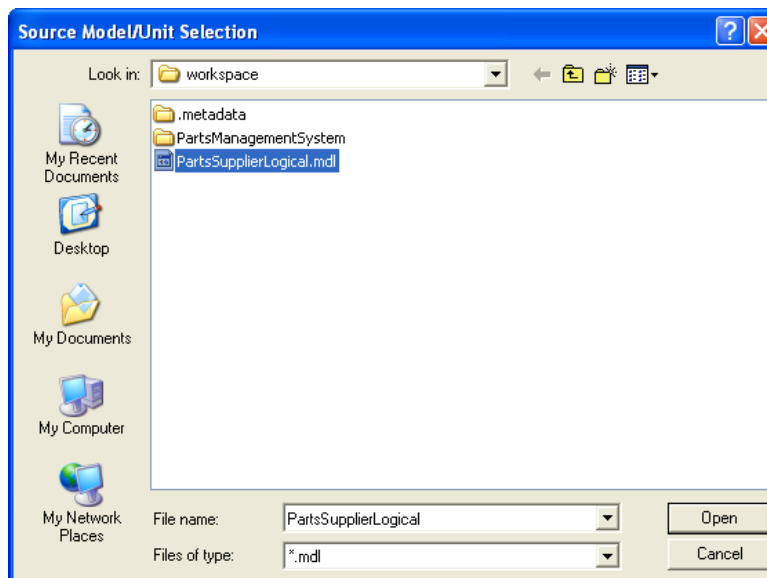 Source Model/Unit Selection
Look in: workspace
.metadata
PartsManagementSystem
PartsSupplierLogical.mdl
My Recent
Documents
Desktop
My Documents
My Computer
My Network
Places
File name: PartsSupplierLogical Open
Files of type: *.mdl Cancel